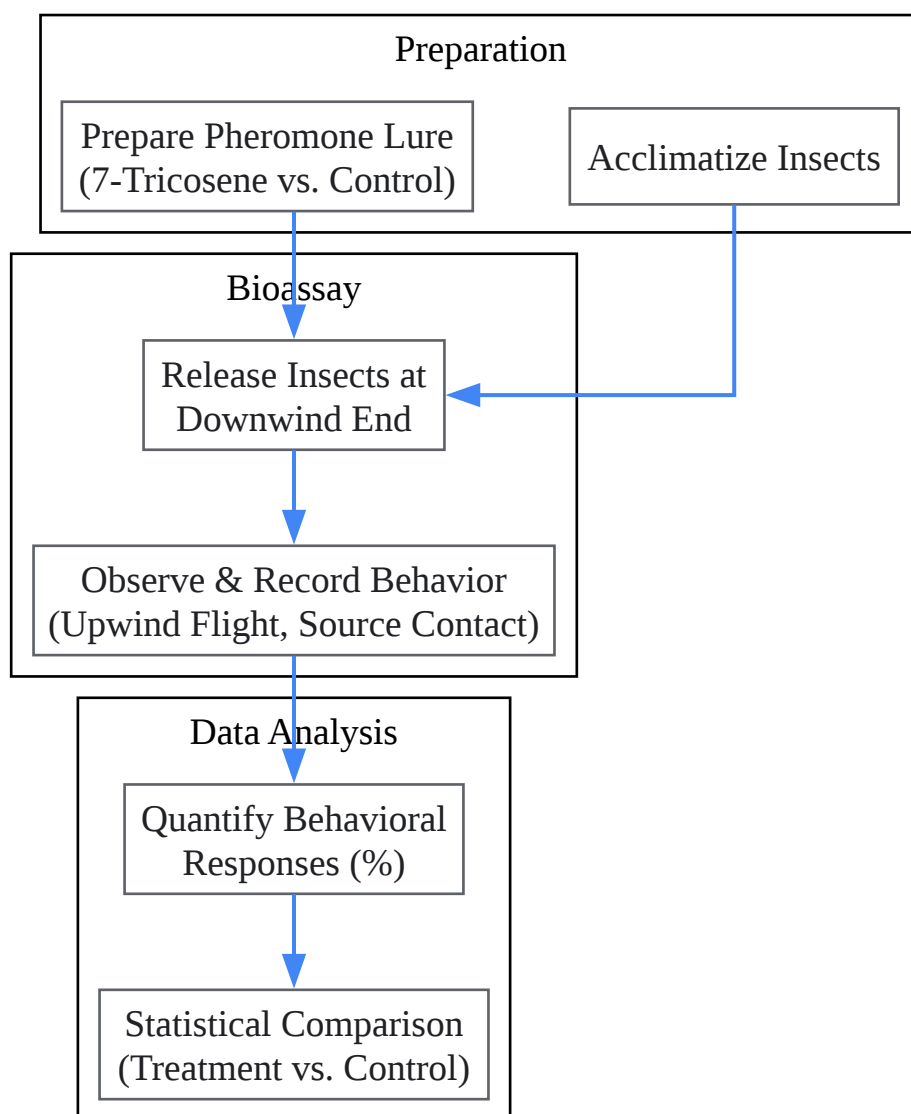 Preparation
Prepare Pheromone Lure
(7-Tricosene vs. Control)
Acclimatize Insects
Bioassay
Release Insects at
Downwind End
Observe & Record Behavior
(Upwind Flight, Source Contact)
Data Analysis
Quantify Behavioral
Responses (%)
Statistical Comparison
(Treatment vs. Control)